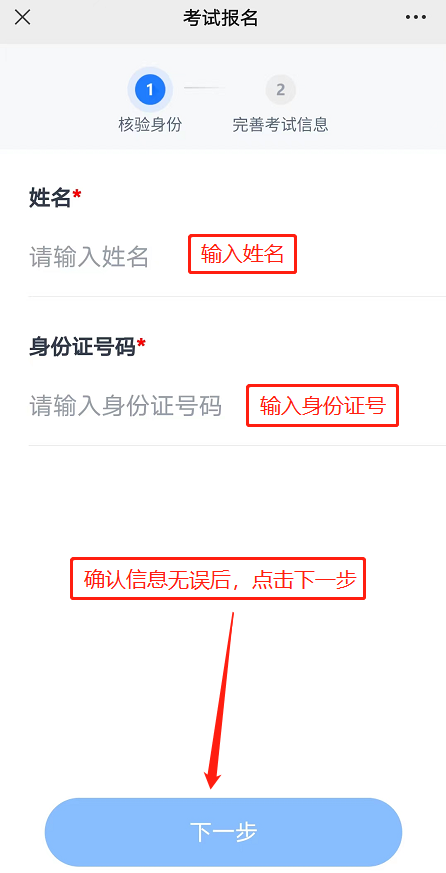 考试报名
1
2
核验身份
完善考试信息
姓名*
请输入姓名
输入姓名
身份证号码*
请输入身份证号码
输入身份证号
确认信息无误后，点击下一步
下一步